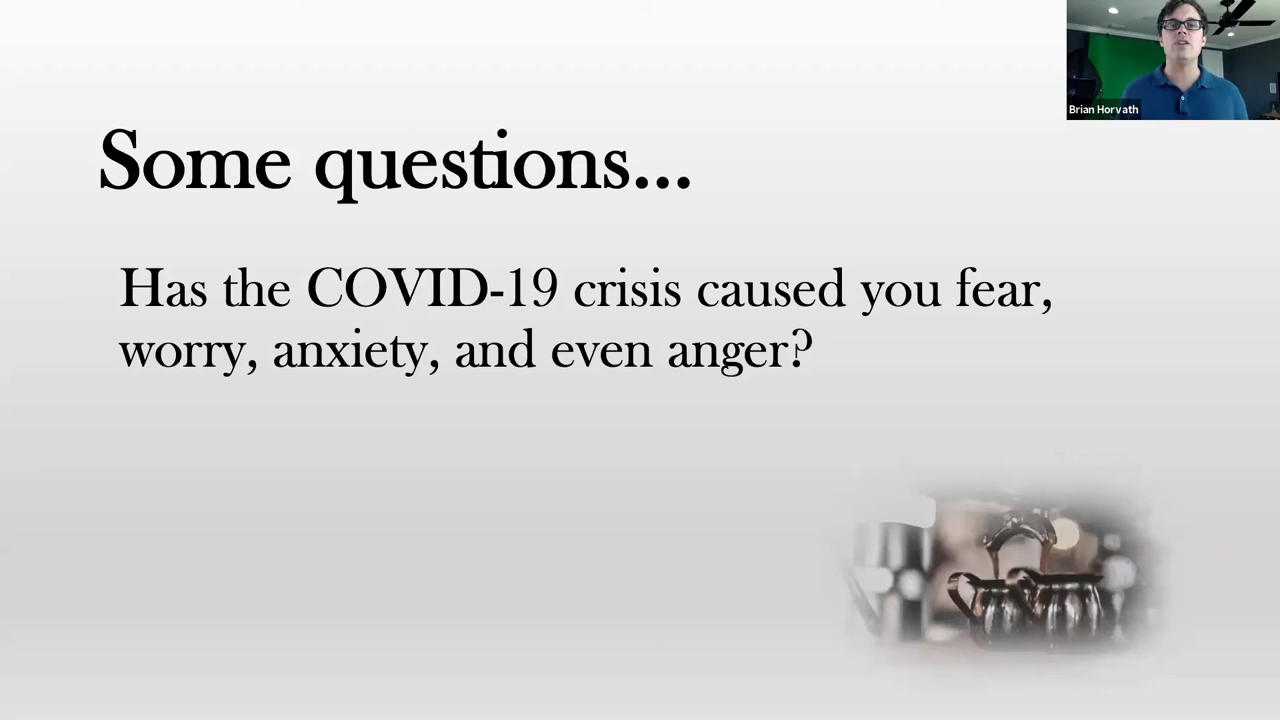 Brian Horvath
Some questions...
Has the COVID-19 crisis caused you fear,
worry, anxiety, and even anger?